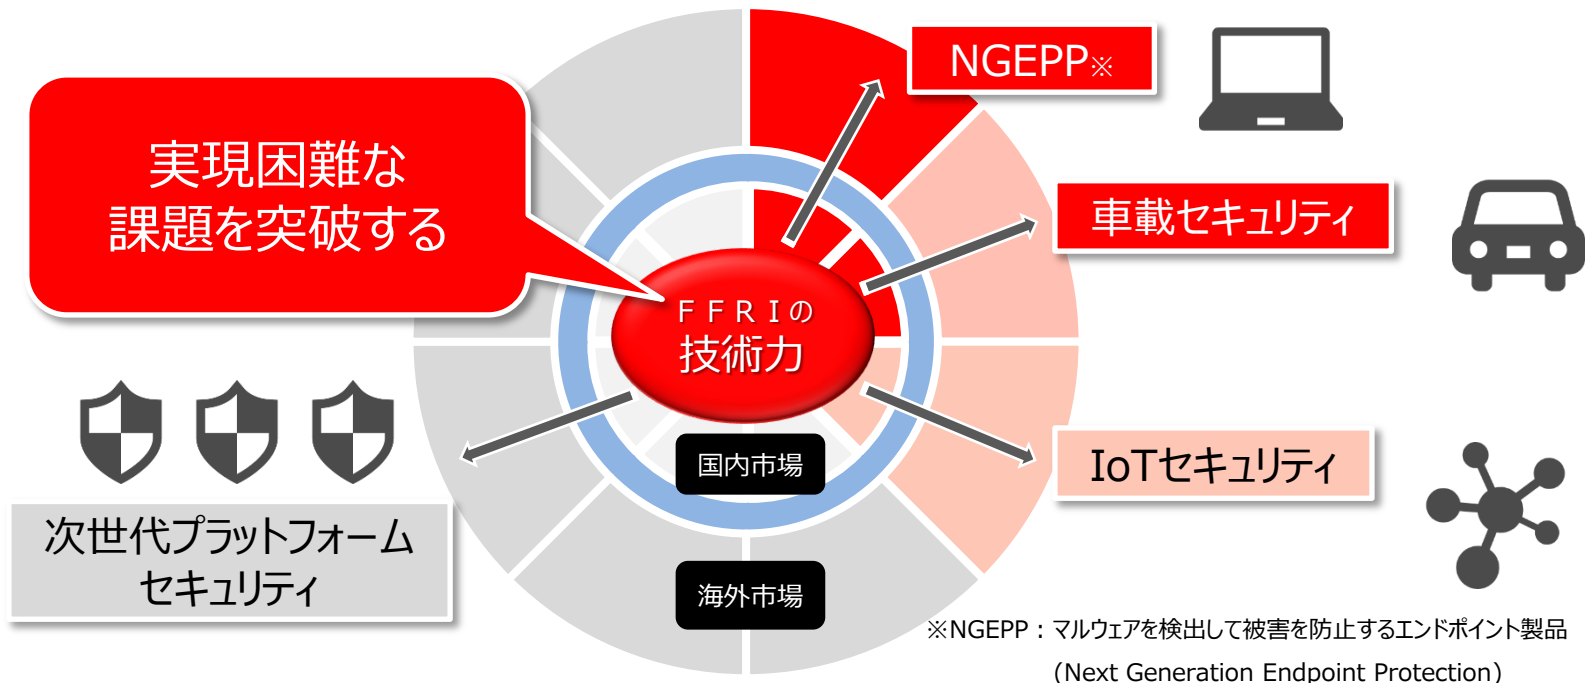 実現困難な
課題を突破する
NGEPP※
車載セキュリティ
ＦＦＲＩの
技術力
IoTセキュリティ
国内市場
次世代プラットフォーム
セキュリティ
海外市場
※NGEPP：マルウェアを検出して被害を防止するエンドポイント製品
(Next Generation Endpoint Protection)